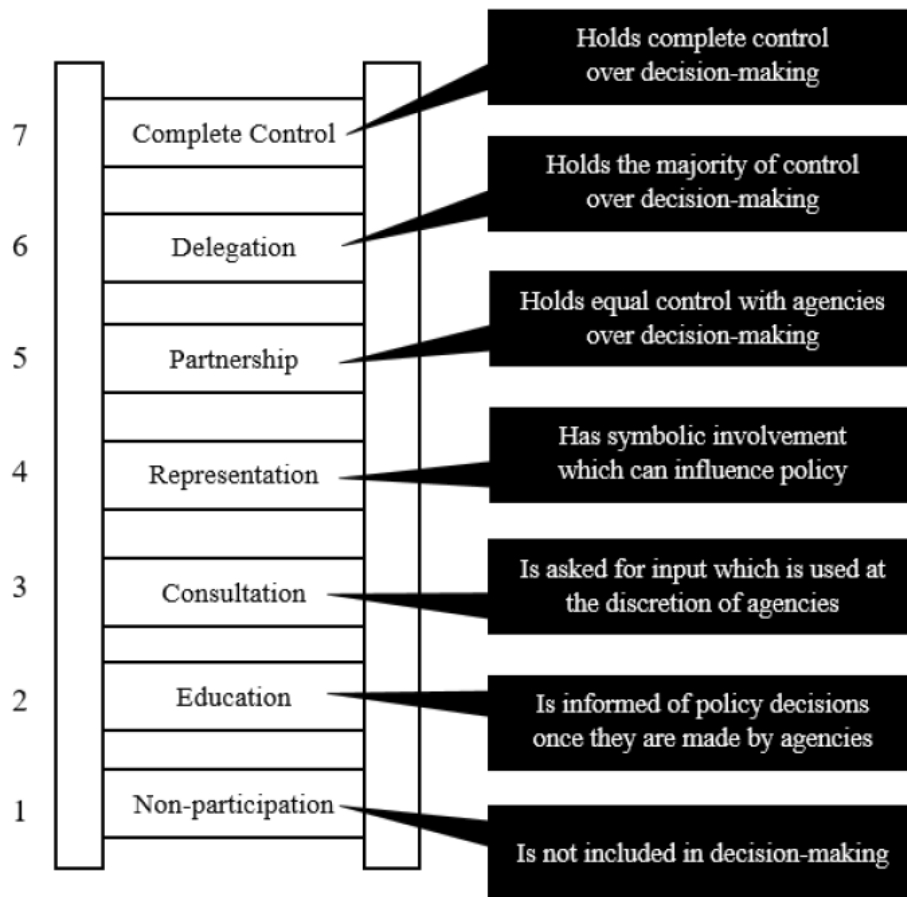 Holds complete control
over decision-making
7
Complete Control
Holds the majority of control
over decision-making
6
Delegation
Holds equal control with agencies
over decision-making
5
Partnership
Has symbolic involvement
which can influence policy
4
Representation
Is asked for input which is used at
the discretion of agencies
3
Consultation
Is informed of policy decisions
once they are made by agencies
2
Education
Is not included in decision-making
1
Non-participation